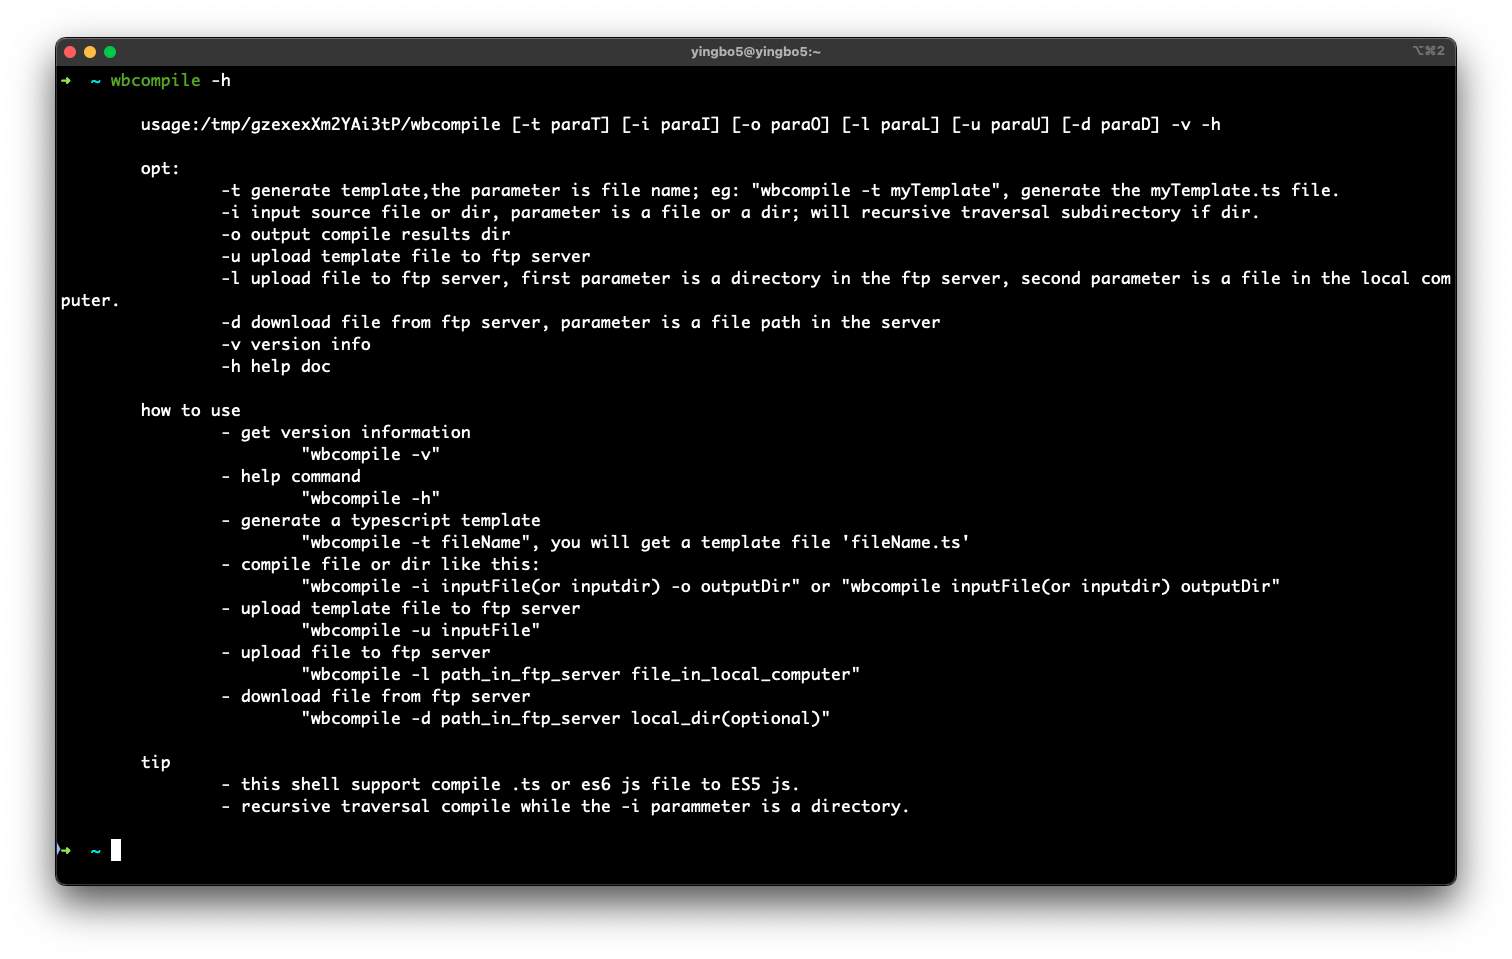 yingbo5@yingbo5:~
⌥⌘2
➜ ~ wbcompile -h
usage:/tmp/gzexexXm2YAi3tP/wbcompile [-t paraT] [-i paraI] [-o paraO] [-l paraL] [-u paraU] [-d paraD] -v -h
opt:
-t generate template,the parameter is file name; eg: "wbcompile -t myTemplate", generate the myTemplate.ts file.
-i input source file or dir, parameter is a file or a dir; will recursive traversal subdirectory if dir.
-o output compile results dir
-u upload template file to ftp server
-l upload file to ftp server, first parameter is a directory in the ftp server, second parameter is a file in the local com
puter.
-d download file from ftp server, parameter is a file path in the server
-v version info
-h help doc
how to use
- get version information
"wbcompile -v"
- help command
"wbcompile -h"
- generate a typescript template
"wbcompile -t fileName", you will get a template file 'fileName.ts'
- compile file or dir like this:
"wbcompile -i inputFile(or inputdir) -o outputDir" or "wbcompile inputFile(or inputdir) outputDir"
- upload template file to ftp server
"wbcompile -u inputFile"
- upload file to ftp server
"wbcompile -l path_in_ftp_server file_in_local_computer"
- download file from ftp server
"wbcompile -d path_in_ftp_server local_dir(optional)"
tip
- this shell support compile .ts or es6 js file to ES5 js.
- recursive traversal compile while the -i parammeter is a directory.
➜ ~